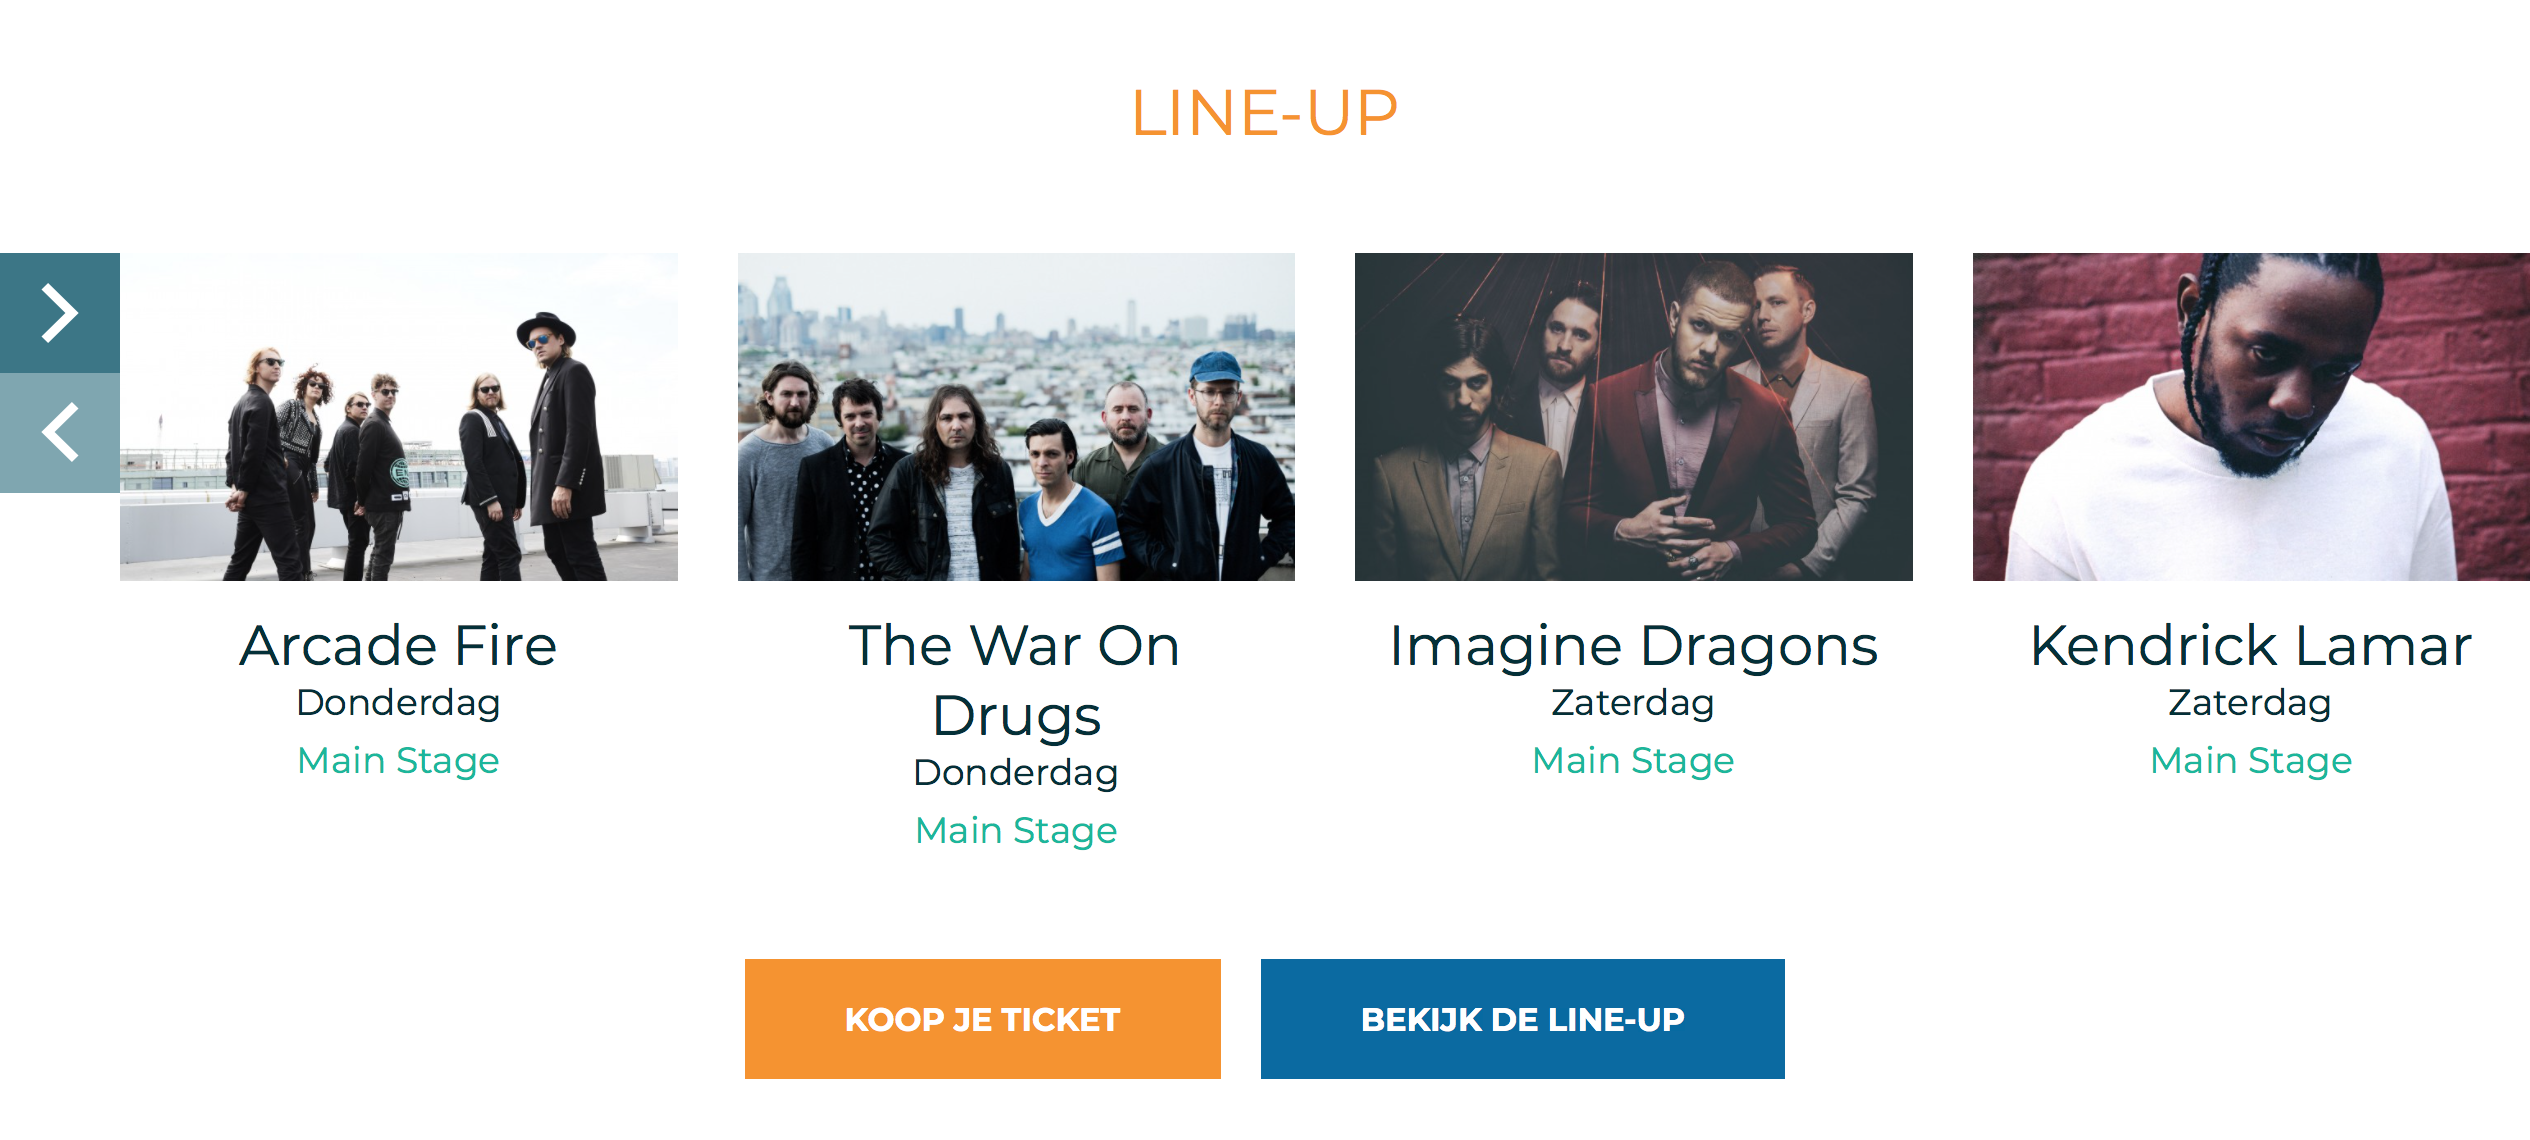 LINE-UP
Arcade Fire
Donderdag
Main Stage
The War On
Drugs
Donderdag
Main Stage
Imagine Dragons
Zaterdag
Main Stage
Kendrick Lamar
Zaterdag
Main Stage
KOOP JE TICKET
BEKIJK DE LINE-UP